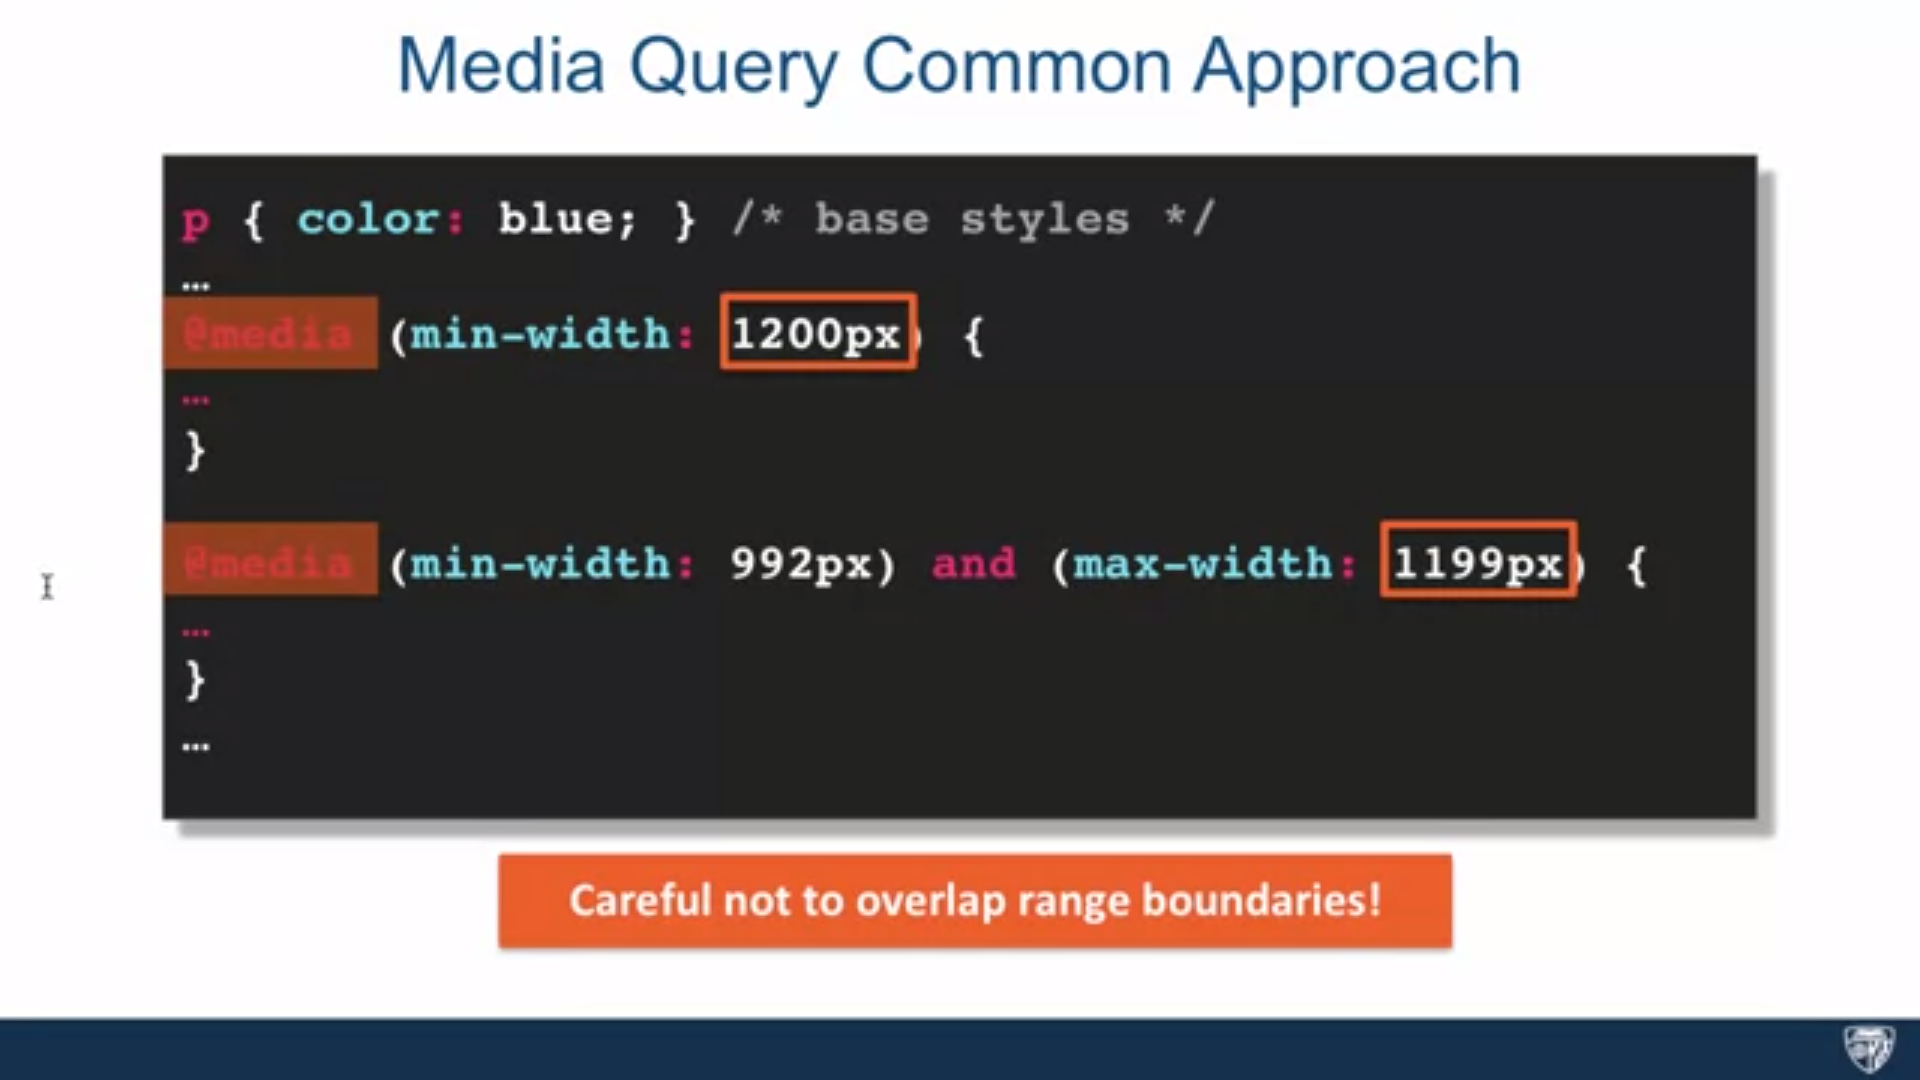 Media Query Common Approach
p { color: blue; } /* base styles */
…
@media (min-width: 1200px) {
…
}
@media (min-width: 992px) and (max-width: 1199px) {
…
}
…
Careful not to overlap range boundaries!